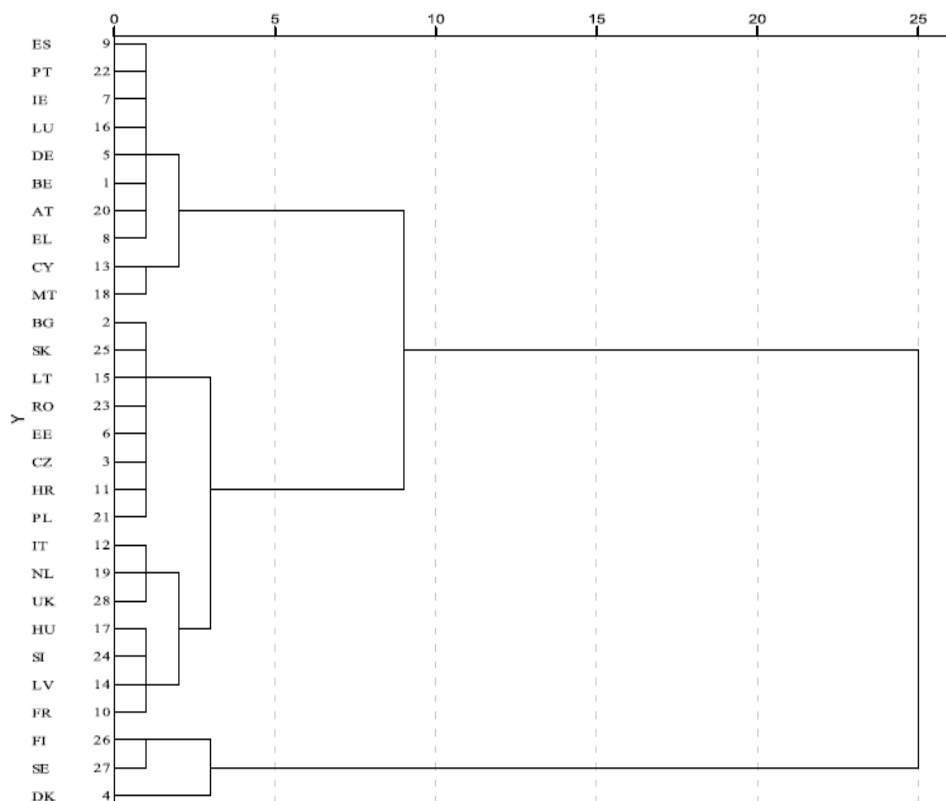 0 5 10 15 20 25
ES 9
PT 22
IE 7
LU 16
DE 5
BE 1
AT 20
EL 8
CY 13
MT 18
BG 2
SK 25
LT 15
RO 23
Y
EE 6
CZ 3
HR 11
PL 21
IT 12
NL 19
UK 28
HU 17
SI 24
LV 14
FR 10
FI 26
SE 27
DK 4